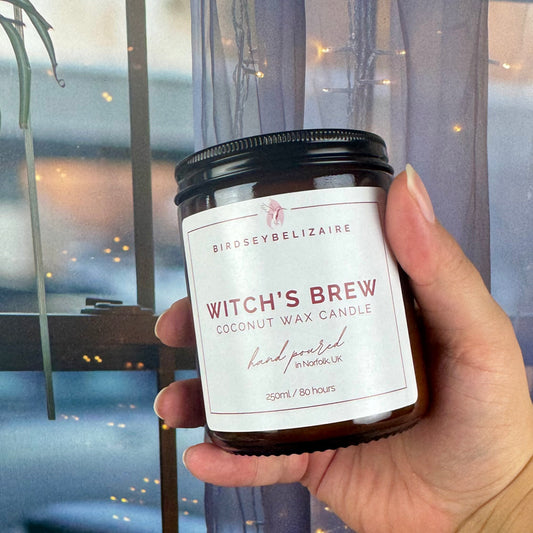 BIRDSEYBELIZAIRE
WITCH'S BREW
COCONUT WAX CANDLE
hand poured
in Norfolk, UK
250ml / 80 hours